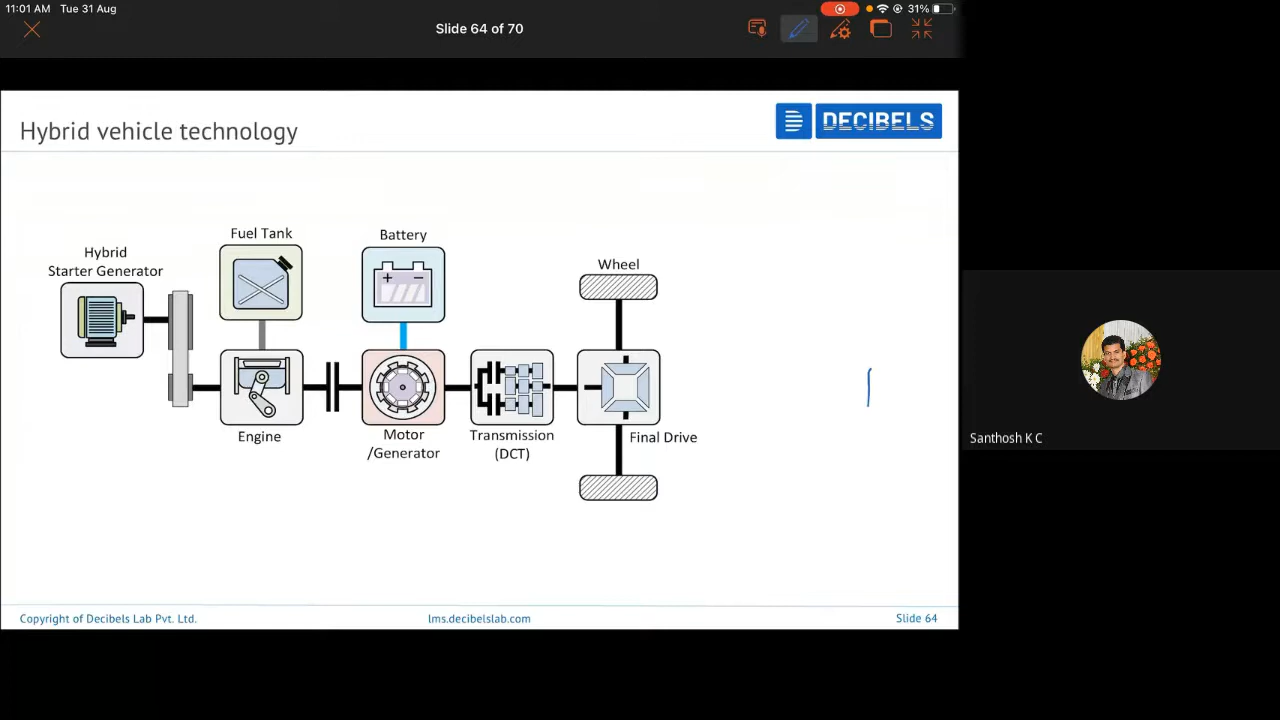 11:01 AM Tue 31 Aug
31%
Slide 64 of 70
Hybrid vehicle technology
DECIBELS
Hybrid
Starter Generator
Fuel Tank
Battery
Wheel
+ −
Engine
Motor
/Generator
Transmission
(DCT)
Final Drive
Santhosh K C
Copyright of Decibels Lab Pvt. Ltd.
lms.decibelslab.com
Slide 64